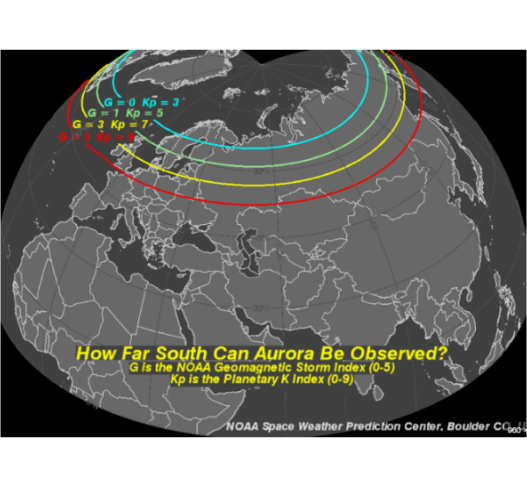 G = 0 Kp = 3
G = 1 Kp = 5
G = 3 Kp = 7
G = 5 Kp = 9
How Far South Can Aurora Be Observed?
G is the NOAA Geomagnetic Storm Index (0-5)
Kp is the Planetary K Index (0-9)
NOAA Space Weather Prediction Center, Boulder